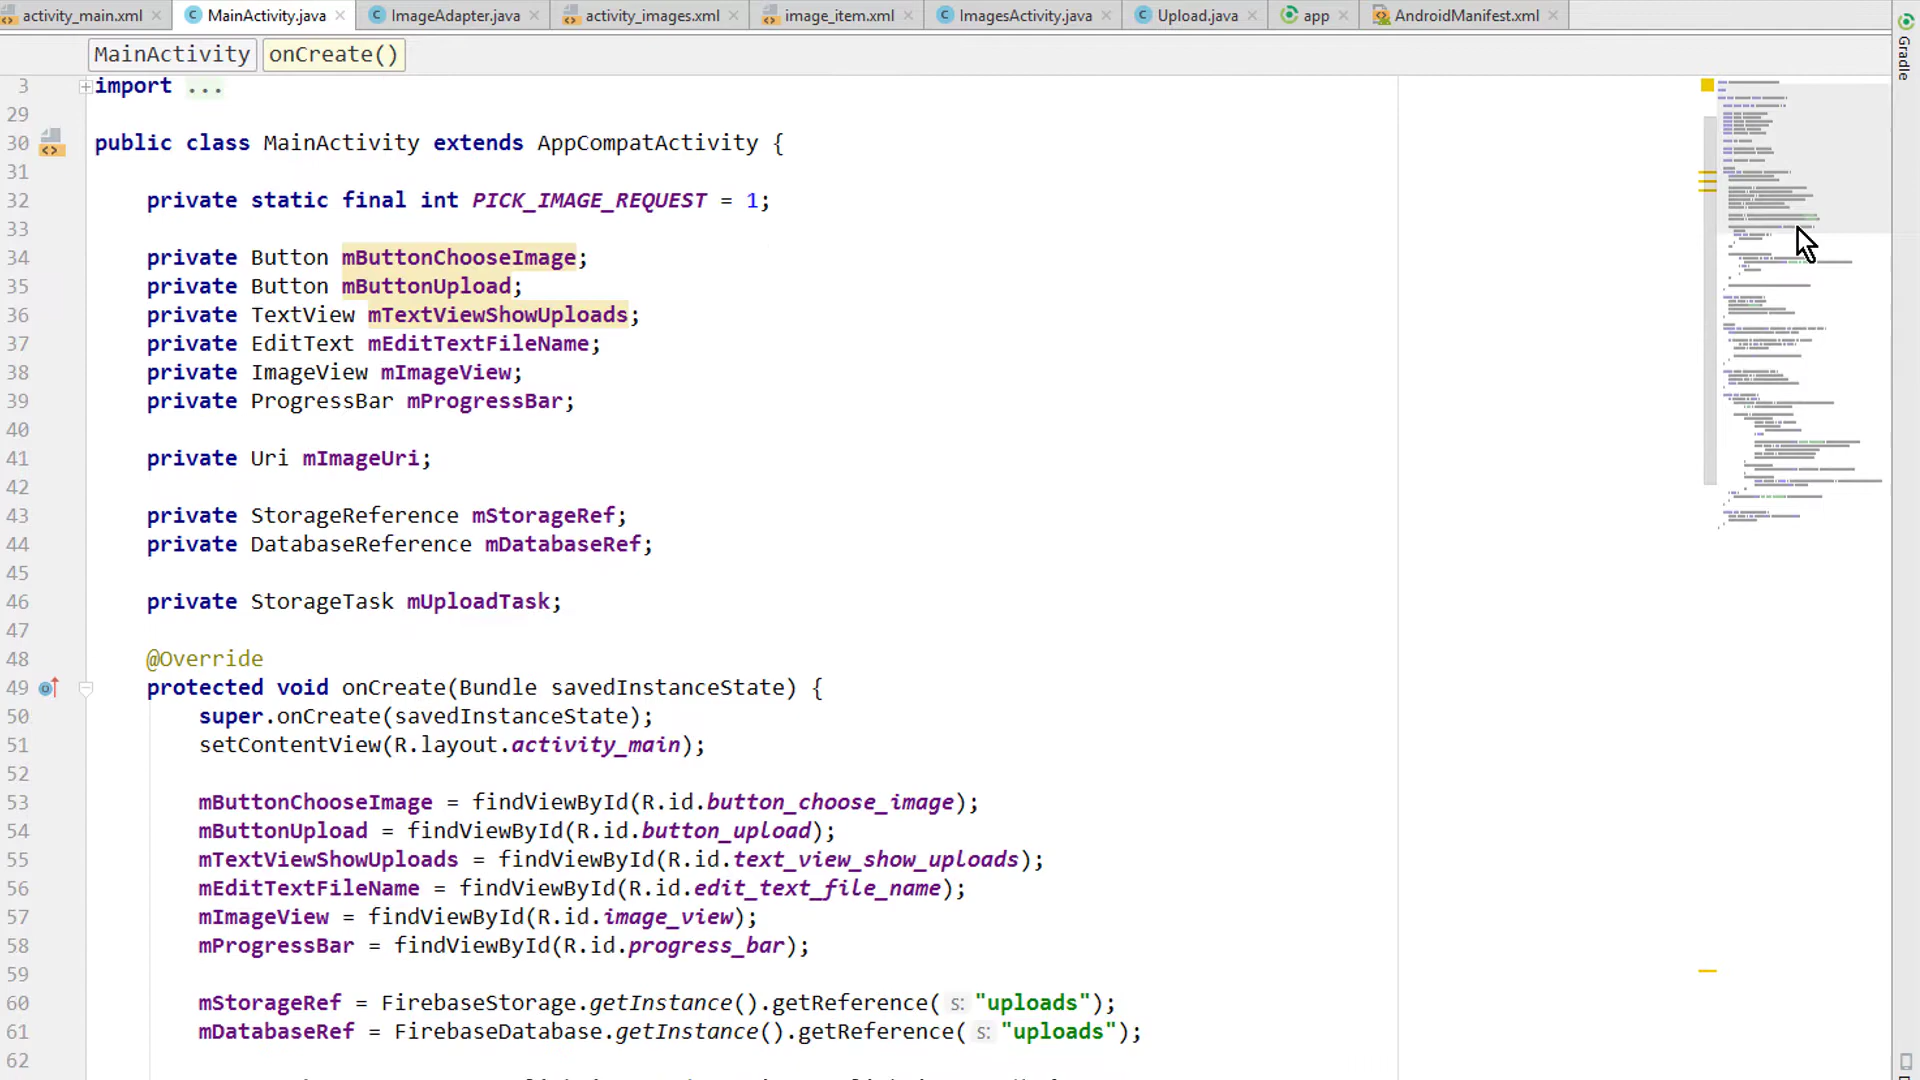 activity_main.xml MainActivity.java ImageAdapter.java activity_images.xml image_item.xml ImagesActivity.java Upload.java app AndroidManifest.xml
Gradle
MainActivity onCreate()
3 import ...
29
30 public class MainActivity extends AppCompatActivity {
31
32 private static final int PICK_IMAGE_REQUEST = 1;
33
34 private Button mButtonChooseImage;
35 private Button mButtonUpload;
36 private TextView mTextViewShowUploads;
37 private EditText mEditTextFileName;
38 private ImageView mImageView;
39 private ProgressBar mProgressBar;
40
41 private Uri mImageUri;
42
43 private StorageReference mStorageRef;
44 private DatabaseReference mDatabaseRef;
45
46 private StorageTask mUploadTask;
47
48 @Override
49 protected void onCreate(Bundle savedInstanceState) {
50 super.onCreate(savedInstanceState);
51 setContentView(R.layout.activity_main);
52
53 mButtonChooseImage = findViewById(R.id.button_choose_image);
54 mButtonUpload = findViewById(R.id.button_upload);
55 mTextViewShowUploads = findViewById(R.id.text_view_show_uploads);
56 mEditTextFileName = findViewById(R.id.edit_text_file_name);
57 mImageView = findViewById(R.id.image_view);
58 mProgressBar = findViewById(R.id.progress_bar);
59
60 mStorageRef = FirebaseStorage.getInstance().getReference( s: "uploads");
61 mDatabaseRef = FirebaseDatabase.getInstance().getReference( s: "uploads");
62